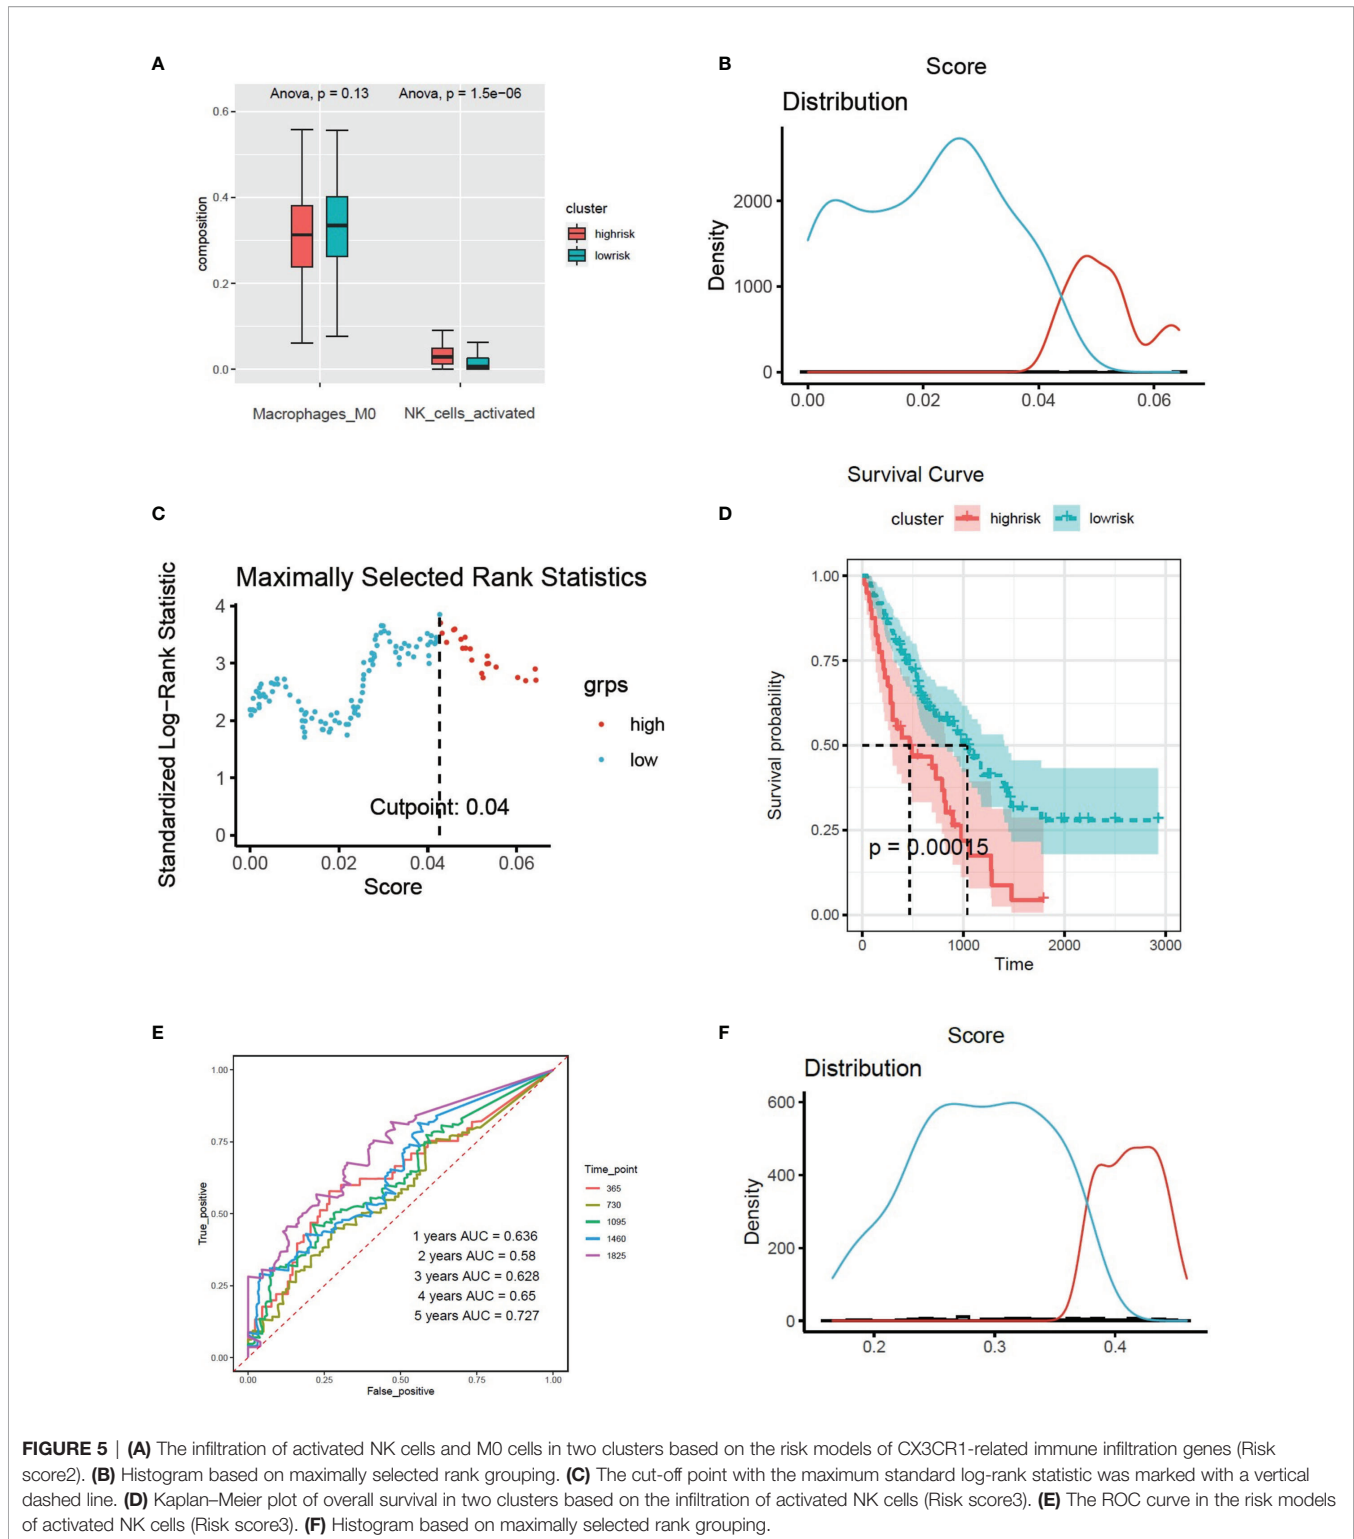 A
Anova, p = 0.13
Anova, p = 1.5e-06
0.6
0.4
0.2
0.0
composition
Macrophages_M0
NK_cells_activated
cluster
highrisk
lowrisk
B
Score
Distribution
Density
2000
1000
0
0.00
0.02
0.04
0.06
C
Maximally Selected Rank Statistics
Standardized Log-Rank Statistic
4
3
2
1
0
Cutpoint: 0.04
0.00
0.02
0.04
0.06
Score
grps
high
low
Survival Curve
D
cluster
highrisk
lowrisk
Survival probability
1.00
0.75
0.50
0.25
0.00
p = 0.00015
0
1000
2000
3000
Time
E
True_positive
1.00
0.75
0.50
0.25
0.00
1 years AUC = 0.636
2 years AUC = 0.58
3 years AUC = 0.628
4 years AUC = 0.65
5 years AUC = 0.727
0.00
0.25
0.50
0.75
1.00
False_positive
Time_point
365
730
1095
1460
1825
F
Score
Distribution
Density
600
400
200
0
0.2
0.3
0.4
FIGURE 5 | (A) The infiltration of activated NK cells and M0 cells in two clusters based on the risk models of CX3CR1-related immune infiltration genes (Risk
score2). (B) Histogram based on maximally selected rank grouping. (C) The cut-off point with the maximum standard log-rank statistic was marked with a vertical
dashed line. (D) Kaplan–Meier plot of overall survival in two clusters based on the infiltration of activated NK cells (Risk score3). (E) The ROC curve in the risk models
of activated NK cells (Risk score3). (F) Histogram based on maximally selected rank grouping.